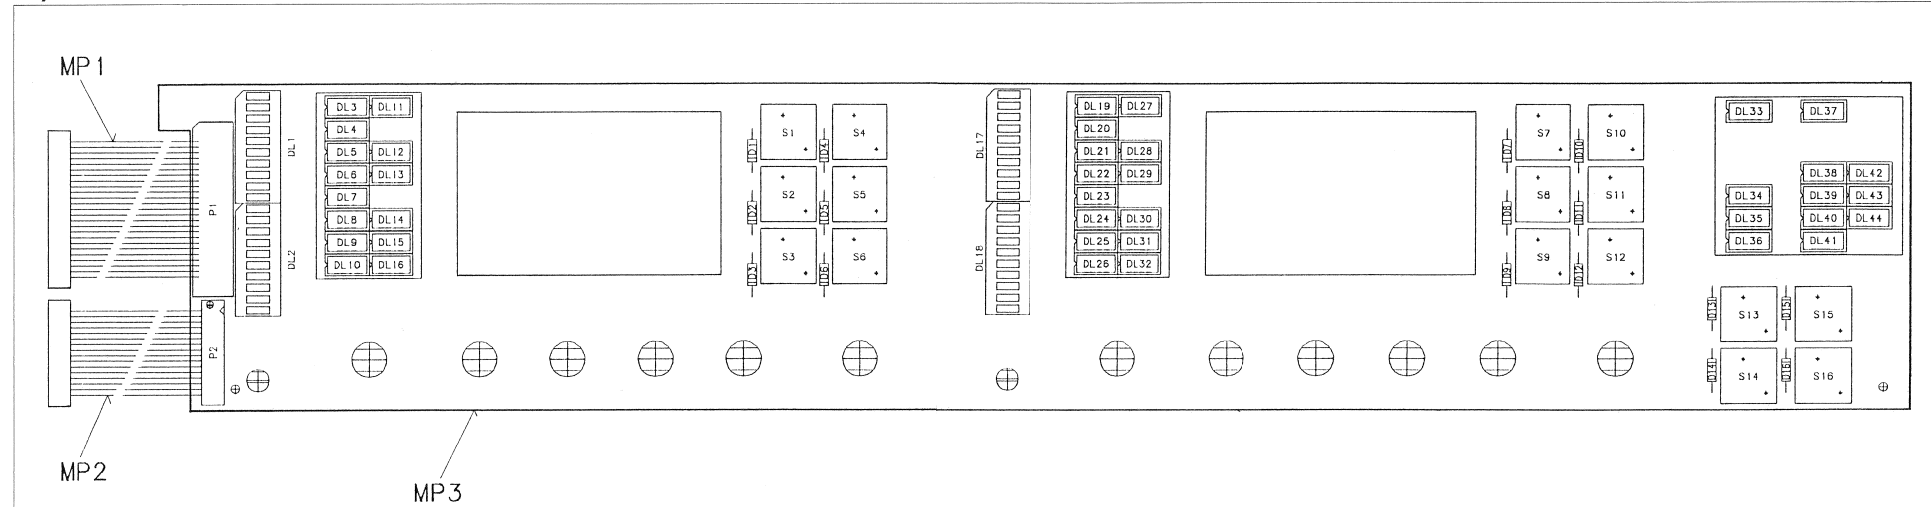 MP1
DL3 DL11
DL4
DL5 DL12
DL6 DL13
DL7
DL8 DL14
DL9 DL15
DL10 DL16
DL1
DL2
P1
P2
S1 S4
S2 S5
S3 S6
D1 D4
D2 D5
D3 D6
DL17
DL18
DL19 DL27
DL20
DL21 DL28
DL22 DL29
DL23
DL24 DL30
DL25 DL31
DL26 DL32
S7 S10
S8 S11
S9 S12
D7 D10
D8 D11
D9 D12
DL33 DL37
DL38 DL42
DL34 DL39 DL43
DL35 DL40 DL44
DL36 DL41
D13 S13 D15 S15
D14 S14 D16 S16
MP2
MP3